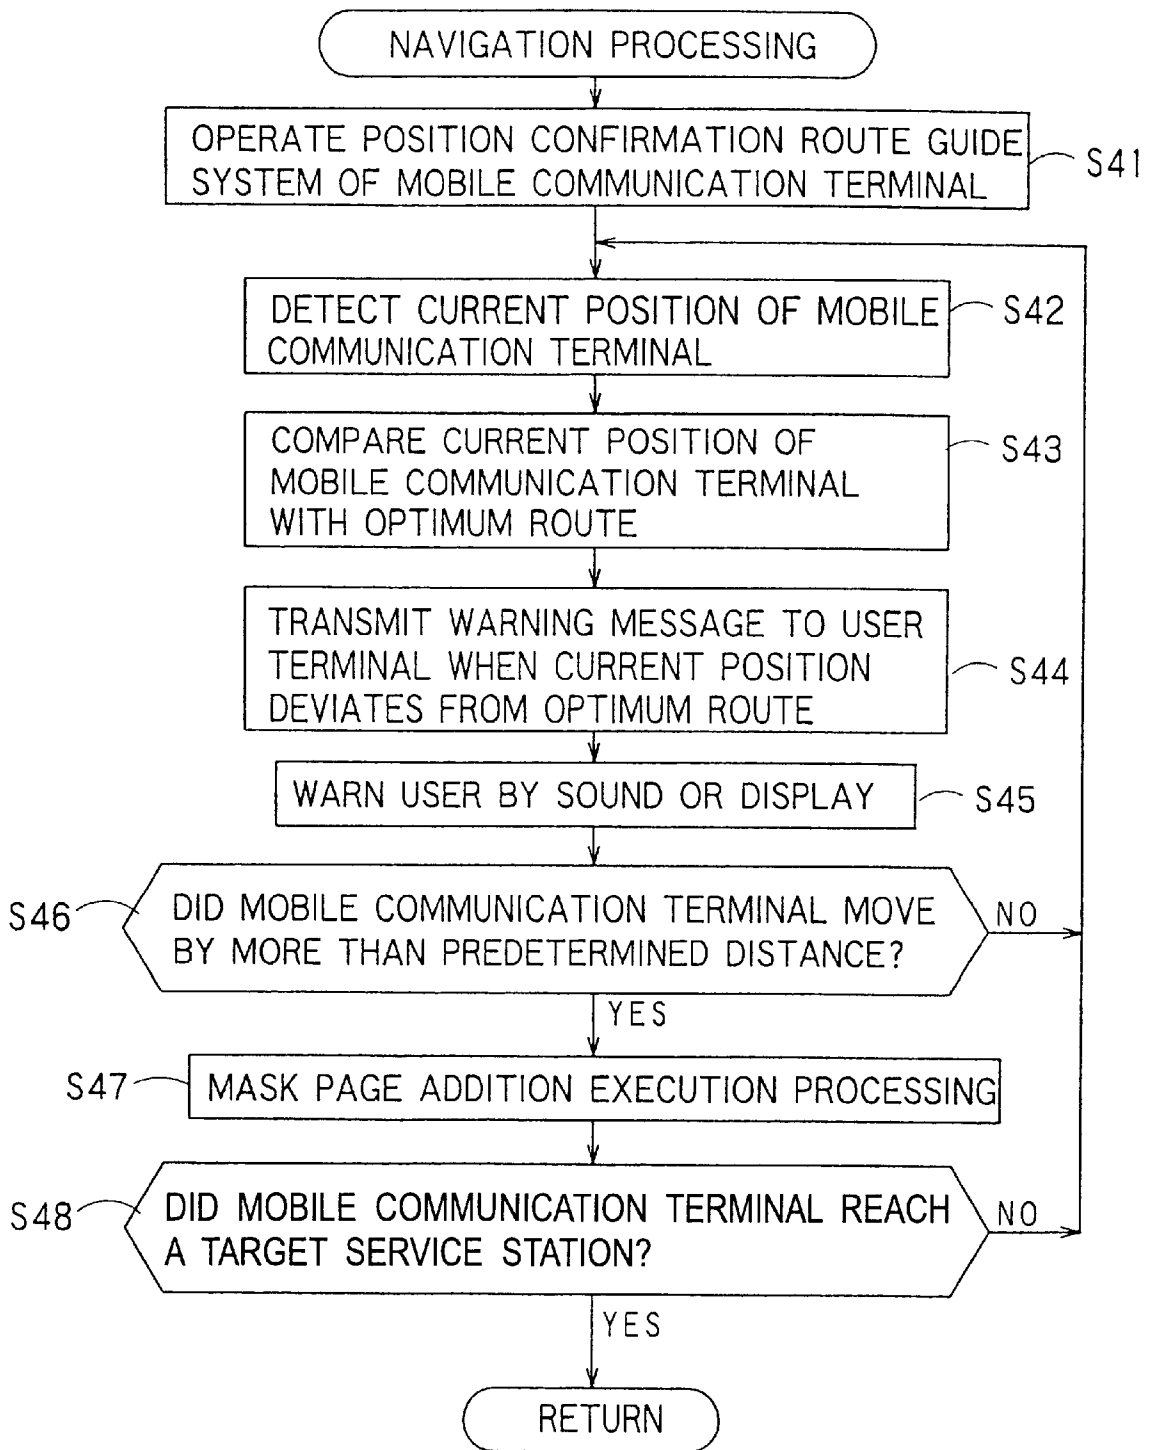 NAVIGATION PROCESSING
OPERATE POSITION CONFIRMATION ROUTE GUIDE
SYSTEM OF MOBILE COMMUNICATION TERMINAL
S41
DETECT CURRENT POSITION OF MOBILE
COMMUNICATION TERMINAL
S42
COMPARE CURRENT POSITION OF
MOBILE COMMUNICATION TERMINAL
WITH OPTIMUM ROUTE
S43
TRANSMIT WARNING MESSAGE TO USER
TERMINAL WHEN CURRENT POSITION
DEVIATES FROM OPTIMUM ROUTE
S44
WARN USER BY SOUND OR DISPLAY
S45
S46
DID MOBILE COMMUNICATION TERMINAL MOVE
BY MORE THAN PREDETERMINED DISTANCE?
NO
YES
S47
MASK PAGE ADDITION EXECUTION PROCESSING
S48
DID MOBILE COMMUNICATION TERMINAL REACH
A TARGET SERVICE STATION?
NO
YES
RETURN